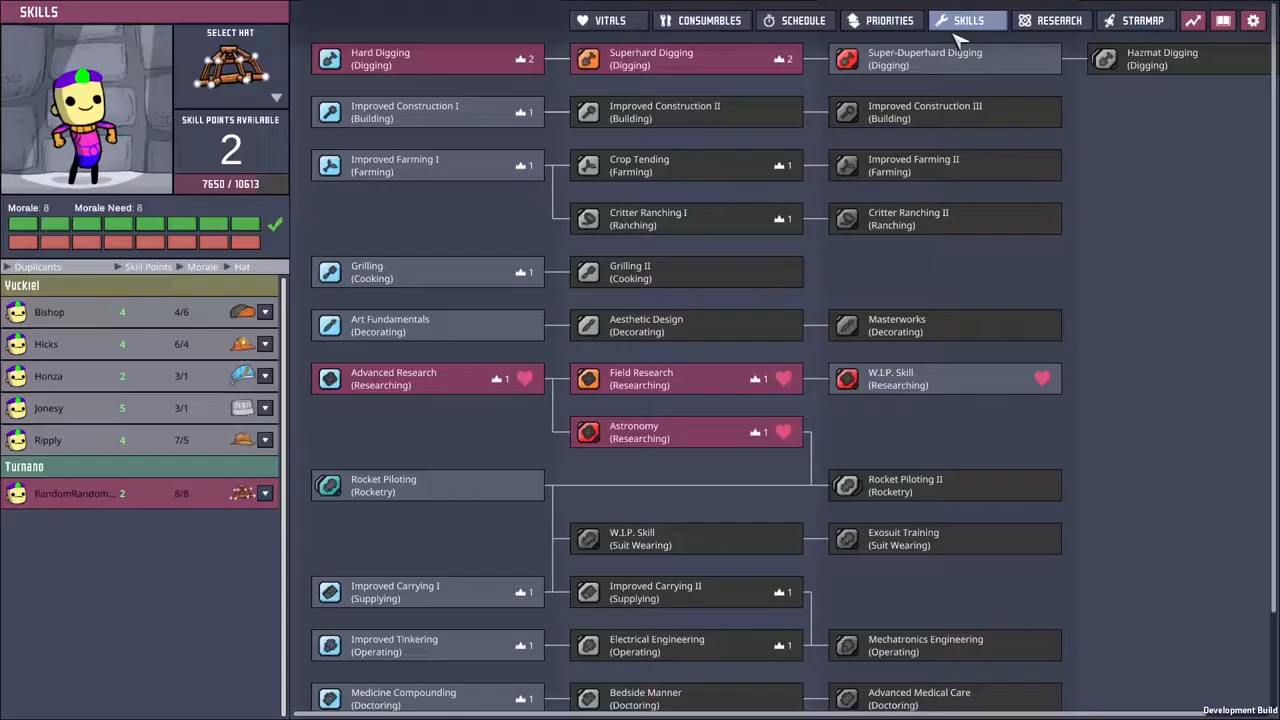 SKILLS
VITALS
CONSUMABLES
SCHEDULE
PRIORITIES
SKILLS
RESEARCH
STARMAP
SELECT HAT
SKILL POINTS AVAILABLE
2
7650 / 10613
Morale: 8
Morale Need: 8
Duplicants
Skill Points
Morale
Hat
Yuckiel
Bishop 4 4/6
Hicks 4 6/4
Honza 2 3/1
Jonesy 5 3/1
Ripply 4 7/5
Turnano
RandomRandom... 2 8/8
Hard Digging
(Digging)
2
Superhard Digging
(Digging)
2
Super-Duperhard Digging
(Digging)
Hazmat Digging
(Digging)
Improved Construction I
(Building)
1
Improved Construction II
(Building)
Improved Construction III
(Building)
Improved Farming I
(Farming)
1
Crop Tending
(Farming)
1
Improved Farming II
(Farming)
Critter Ranching I
(Ranching)
1
Critter Ranching II
(Ranching)
Grilling
(Cooking)
1
Grilling II
(Cooking)
Art Fundamentals
(Decorating)
Aesthetic Design
(Decorating)
Masterworks
(Decorating)
Advanced Research
(Researching)
1
Field Research
(Researching)
1
W.I.P. Skill
(Researching)
Astronomy
(Researching)
1
Rocket Piloting
(Rocketry)
Rocket Piloting II
(Rocketry)
W.I.P. Skill
(Suit Wearing)
Exosuit Training
(Suit Wearing)
Improved Carrying I
(Supplying)
1
Improved Carrying II
(Supplying)
1
Improved Tinkering
(Operating)
1
Electrical Engineering
(Operating)
1
Mechatronics Engineering
(Operating)
Medicine Compounding
(Doctoring)
1
Bedside Manner
(Doctoring)
Advanced Medical Care
(Doctoring)
Development Build